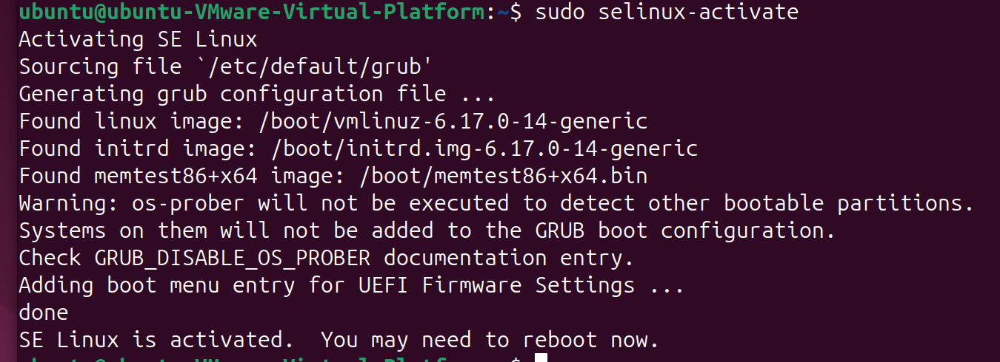 ubuntu@ubuntu-VMware-Virtual-Platform:~$ sudo selinux-activate
Activating SE Linux
Sourcing file `/etc/default/grub'
Generating grub configuration file ...
Found linux image: /boot/vmlinuz-6.17.0-14-generic
Found initrd image: /boot/initrd.img-6.17.0-14-generic
Found memtest86+x64 image: /boot/memtest86+x64.bin
Warning: os-prober will not be executed to detect other bootable partitions.
Systems on them will not be added to the GRUB boot configuration.
Check GRUB_DISABLE_OS_PROBER documentation entry.
Adding boot menu entry for UEFI Firmware Settings ...
done
SE Linux is activated.  You may need to reboot now.